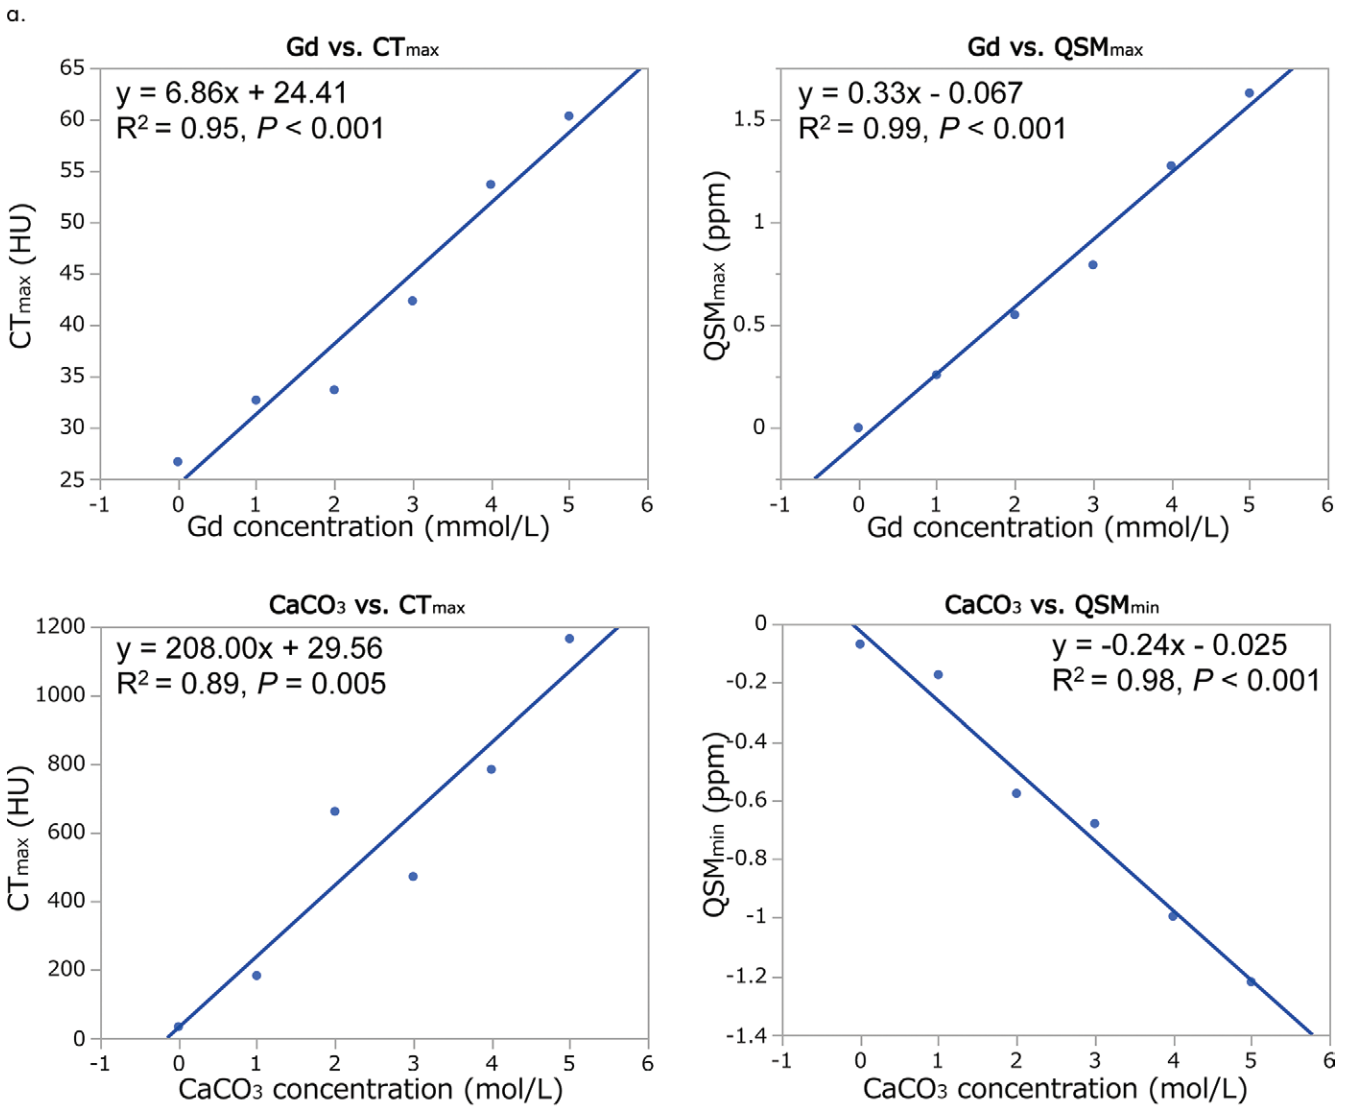 a.
Gd vs. CTmax
y = 6.86x + 24.41
R2 = 0.95, P < 0.001
65
60
55
50
45
40
35
30
25
CTmax (HU)
-1 0 1 2 3 4 5 6
Gd concentration (mmol/L)
Gd vs. QSMmax
y = 0.33x - 0.067
R2 = 0.99, P < 0.001
1.5
1
0.5
0
QSMmax (ppm)
-1 0 1 2 3 4 5 6
Gd concentration (mmol/L)
CaCO3 vs. CTmax
y = 208.00x + 29.56
R2 = 0.89, P = 0.005
1200
1000
800
600
400
200
0
CTmax (HU)
-1 0 1 2 3 4 5 6
CaCO3 concentration (mol/L)
CaCO3 vs. QSMmin
y = -0.24x - 0.025
R2 = 0.98, P < 0.001
0
-0.2
-0.4
-0.6
-0.8
-1
-1.2
-1.4
QSMmin (ppm)
-1 0 1 2 3 4 5 6
CaCO3 concentration (mol/L)